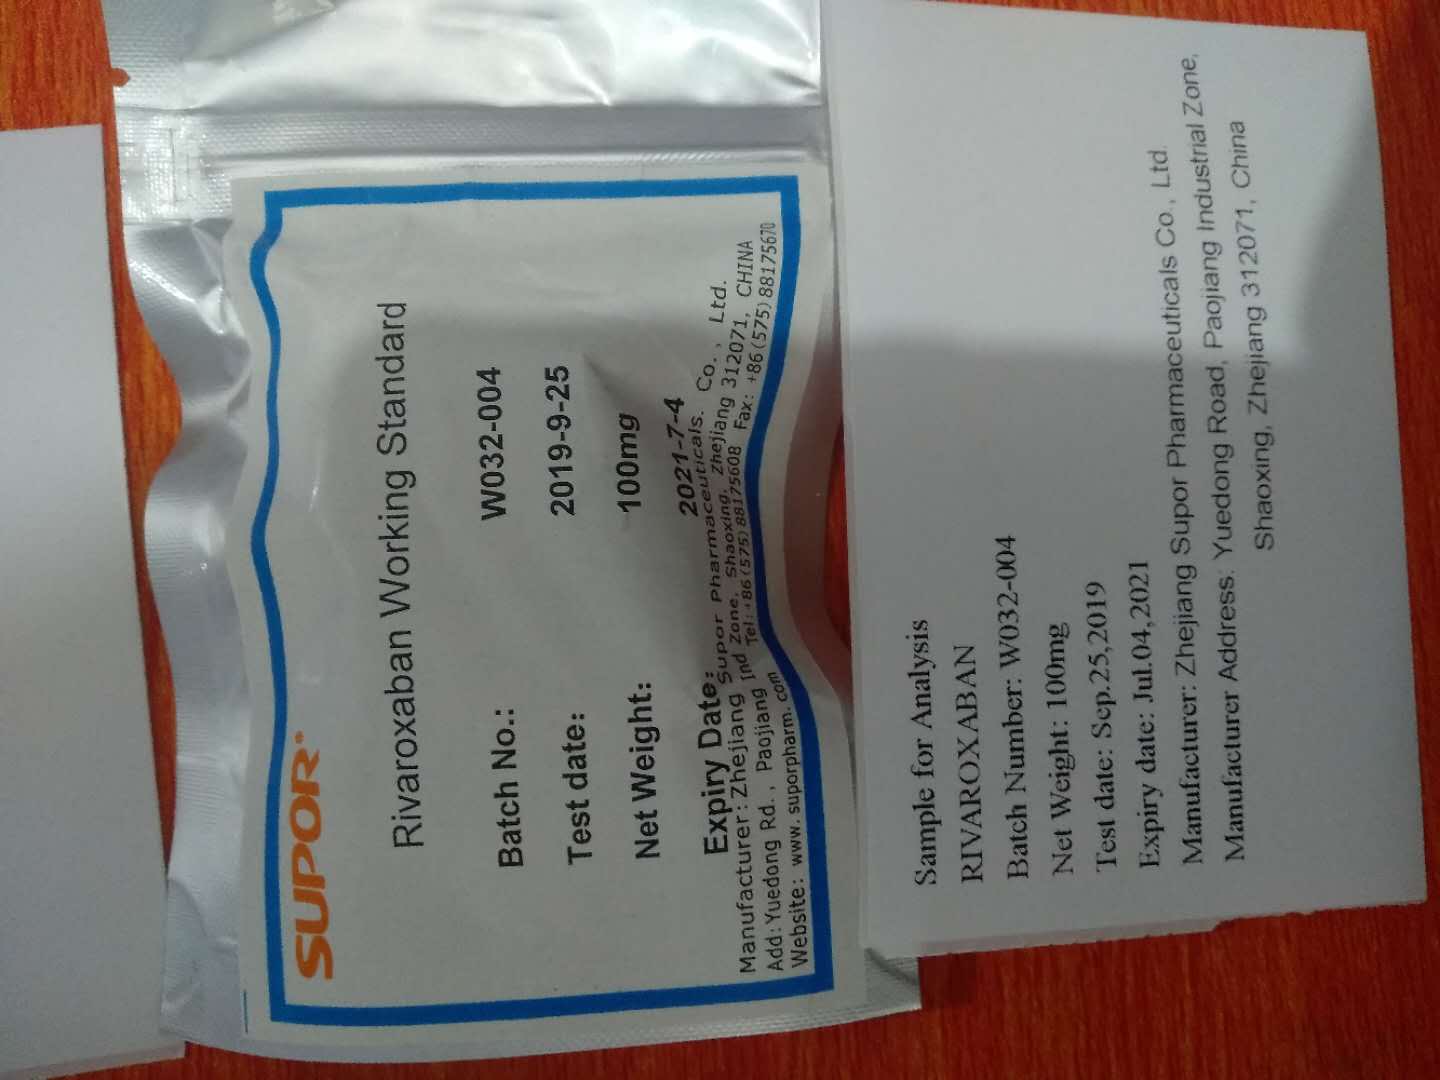 SUPOR
Rivaroxaban Working Standard
Batch No.: W032-004
Test date: 2019-9-25
Net Weight: 100mg
Expiry Date: 2021-7-4
Manufacturer: Zhejiang Supor Pharmaceuticals. Co., Ltd.
Add: Yuedong Rd., Paojiang Ind Zone, Shaoxing, Zhejiang 312071, CHINA
Website: www.suporpharm.com Tel: +86(575)88175608 Fax: +86(575)88175670
Sample for Analysis
RIVAROXABAN
Batch Number: W032-004
Net Weight: 100mg
Test date: Sep.25,2019
Expiry date: Jul.04,2021
Manufacturer: Zhejiang Supor Pharmaceuticals Co., Ltd.
Manufacturer Address: Yuedong Road, Paojiang Industrial Zone,
Shaoxing, Zhejiang 312071, China